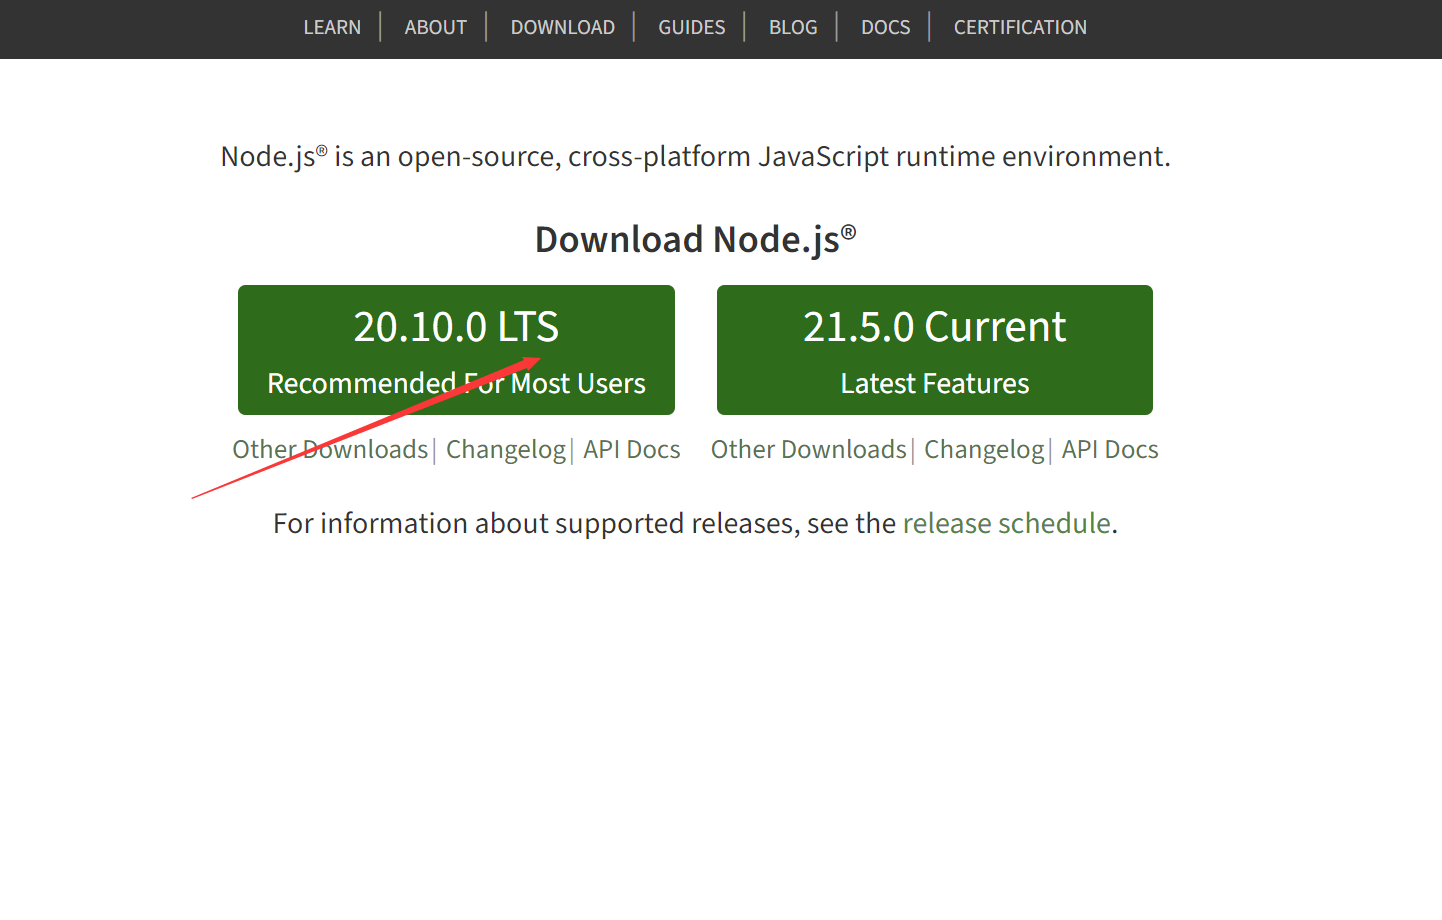 LEARN | ABOUT | DOWNLOAD | GUIDES | BLOG | DOCS | CERTIFICATION
Node.js® is an open-source, cross-platform JavaScript runtime environment.
Download Node.js®
20.10.0 LTS
Recommended For Most Users
21.5.0 Current
Latest Features
Other Downloads | Changelog | API Docs
Other Downloads | Changelog | API Docs
For information about supported releases, see the release schedule.